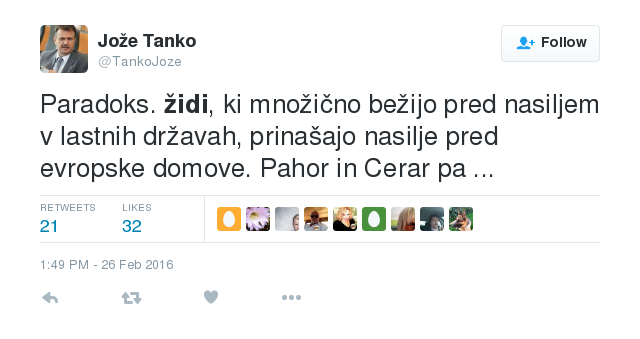 Jože Tanko
@TankoJoze
Follow
Paradoks. židi, ki množično bežijo pred nasiljem
v lastnih državah, prinašajo nasilje pred
evropske domove. Pahor in Cerar pa ...
RETWEETS
21
LIKES
32
1:49 PM - 26 Feb 2016